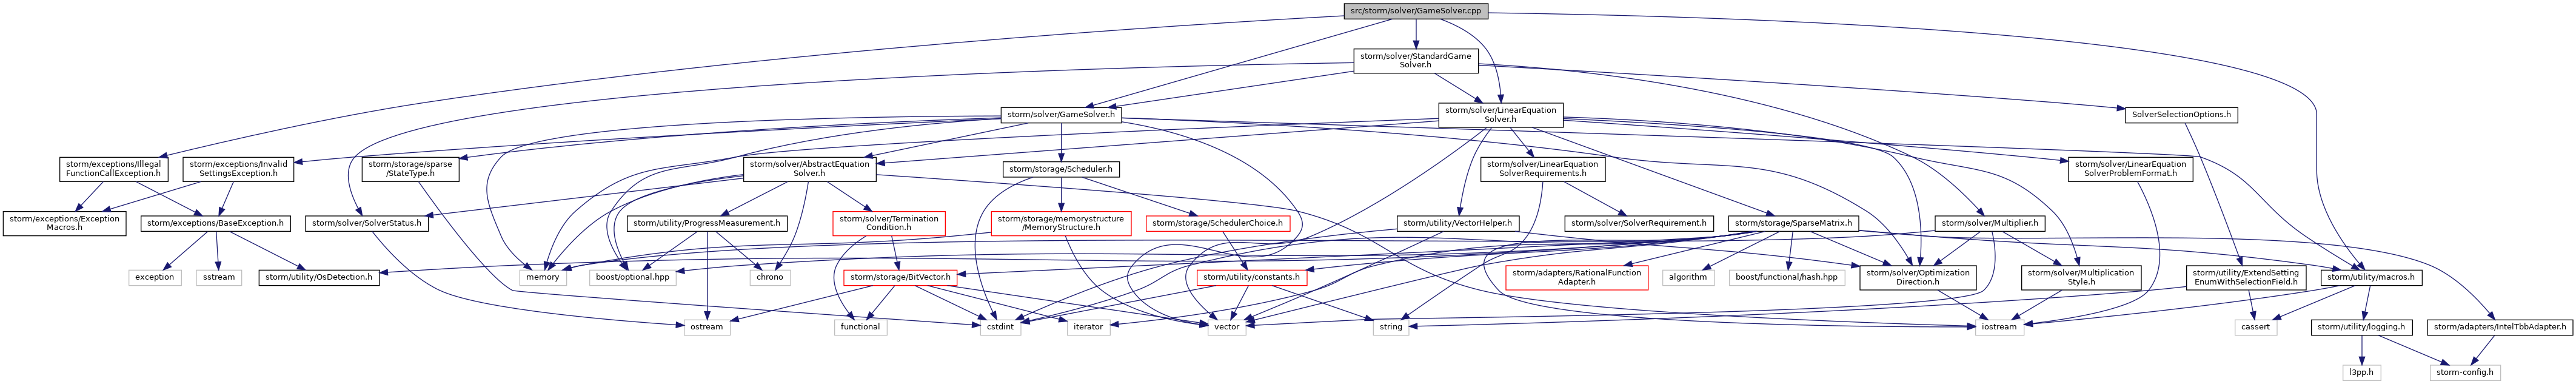 src/storm/solver/GameSolver.cpp
storm/solver/StandardGame
Solver.h
storm/solver/GameSolver.h
storm/solver/LinearEquation
Solver.h
SolverSelectionOptions.h
storm/exceptions/Illegal
FunctionCallException.h
storm/exceptions/Invalid
SettingsException.h
storm/storage/sparse
/StateType.h
storm/solver/AbstractEquation
Solver.h
storm/storage/Scheduler.h
storm/solver/LinearEquation
SolverRequirements.h
storm/solver/LinearEquation
SolverProblemFormat.h
storm/exceptions/Exception
Macros.h
storm/exceptions/BaseException.h
storm/solver/SolverStatus.h
storm/utility/ProgressMeasurement.h
storm/solver/Termination
Condition.h
storm/storage/memorystructure
/MemoryStructure.h
storm/storage/SchedulerChoice.h
storm/utility/VectorHelper.h
storm/solver/SolverRequirement.h
storm/storage/SparseMatrix.h
storm/solver/Multiplier.h
exception
sstream
storm/utility/OsDetection.h
memory
boost/optional.hpp
chrono
storm/storage/BitVector.h
storm/utility/constants.h
storm/adapters/RationalFunction
Adapter.h
algorithm
boost/functional/hash.hpp
storm/solver/Optimization
Direction.h
storm/solver/Multiplication
Style.h
storm/utility/ExtendSetting
EnumWithSelectionField.h
storm/utility/macros.h
ostream
functional
cstdint
iterator
vector
string
iostream
cassert
storm/utility/logging.h
storm/adapters/IntelTbbAdapter.h
l3pp.h
storm-config.h